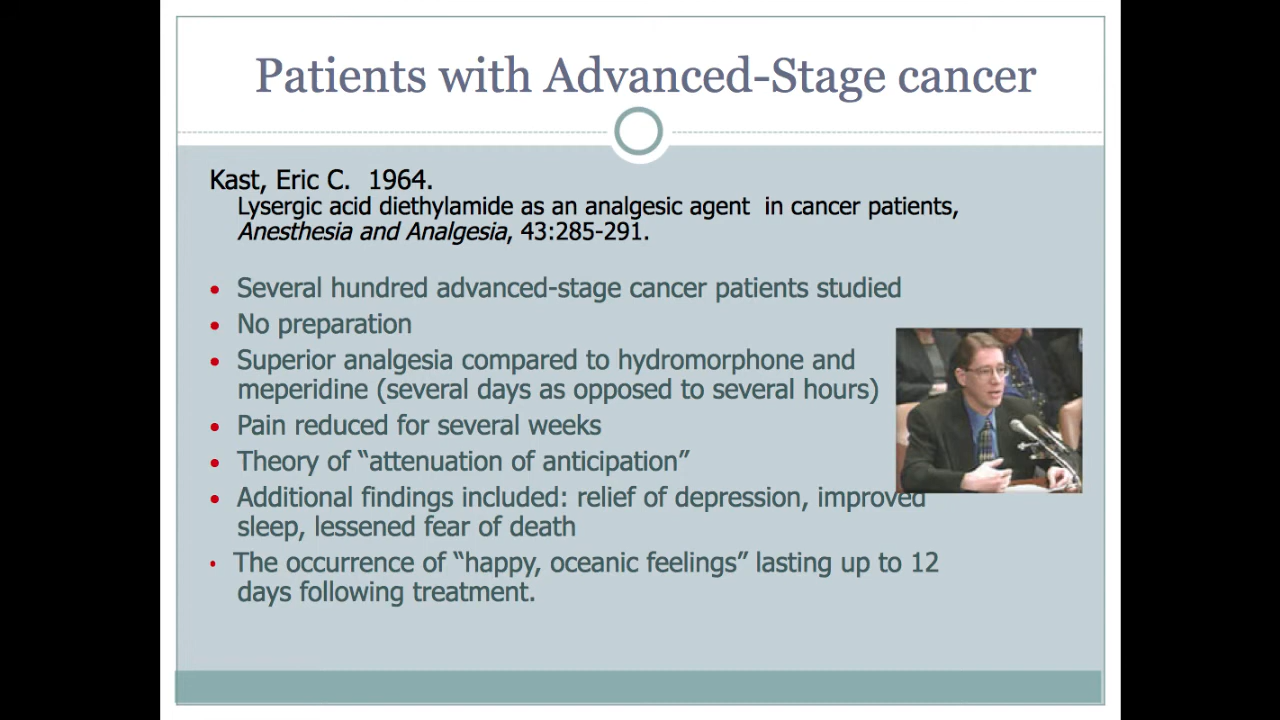 Patients with Advanced-Stage cancer
Kast, Eric C.  1964.
Lysergic acid diethylamide as an analgesic agent  in cancer patients,
Anesthesia and Analgesia, 43:285-291.
• Several hundred advanced-stage cancer patients studied
• No preparation
• Superior analgesia compared to hydromorphone and
meperidine (several days as opposed to several hours)
• Pain reduced for several weeks
• Theory of “attenuation of anticipation”
• Additional findings included: relief of depression, improved
sleep, lessened fear of death
• The occurrence of “happy, oceanic feelings” lasting up to 12
days following treatment.